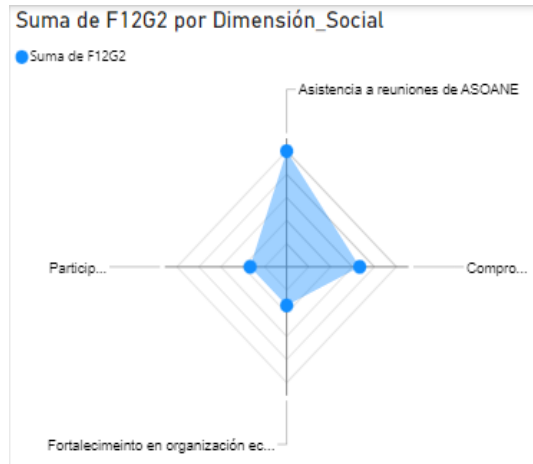 Suma de F12G2 por Dimensión_Social
Suma de F12G2
Asistencia a reuniones de ASOANE
Particip...
Compro...
Fortalecimeinto en organización ec...